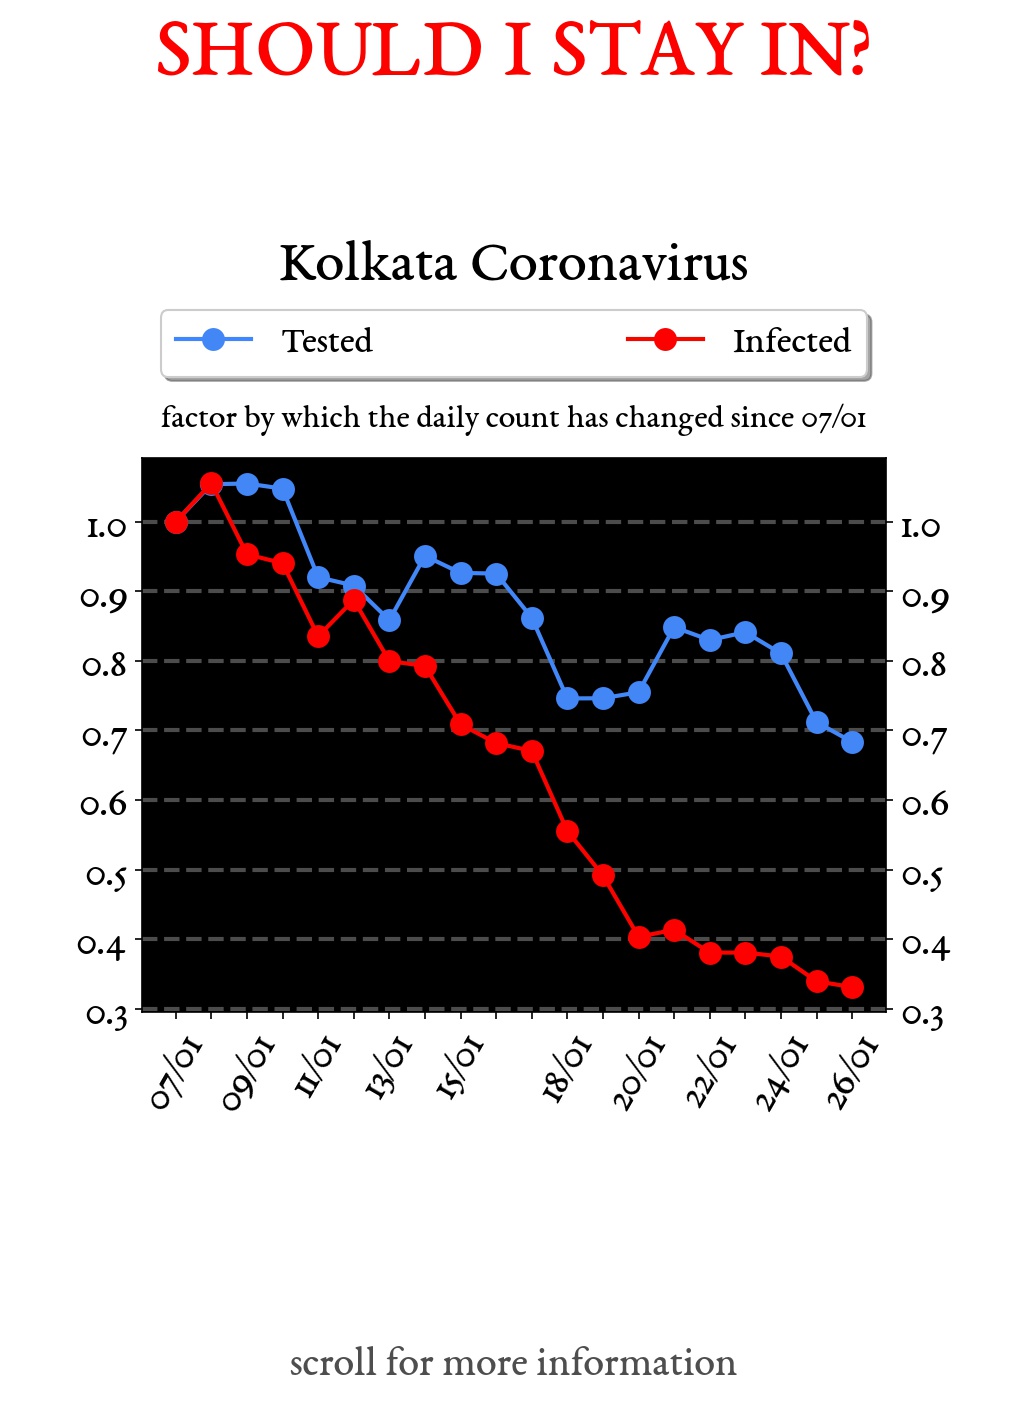 SHOULD I STAY IN?
Kolkata Coronavirus
Tested Infected
factor by which the daily count has changed since 07/01
1.0 1.0
0.9 0.9
0.8 0.8
0.7 0.7
0.6 0.6
0.5 0.5
0.4 0.4
0.3 0.3
07/01 09/01 11/01 13/01 15/01 18/01 20/01 22/01 24/01 26/01
scroll for more information